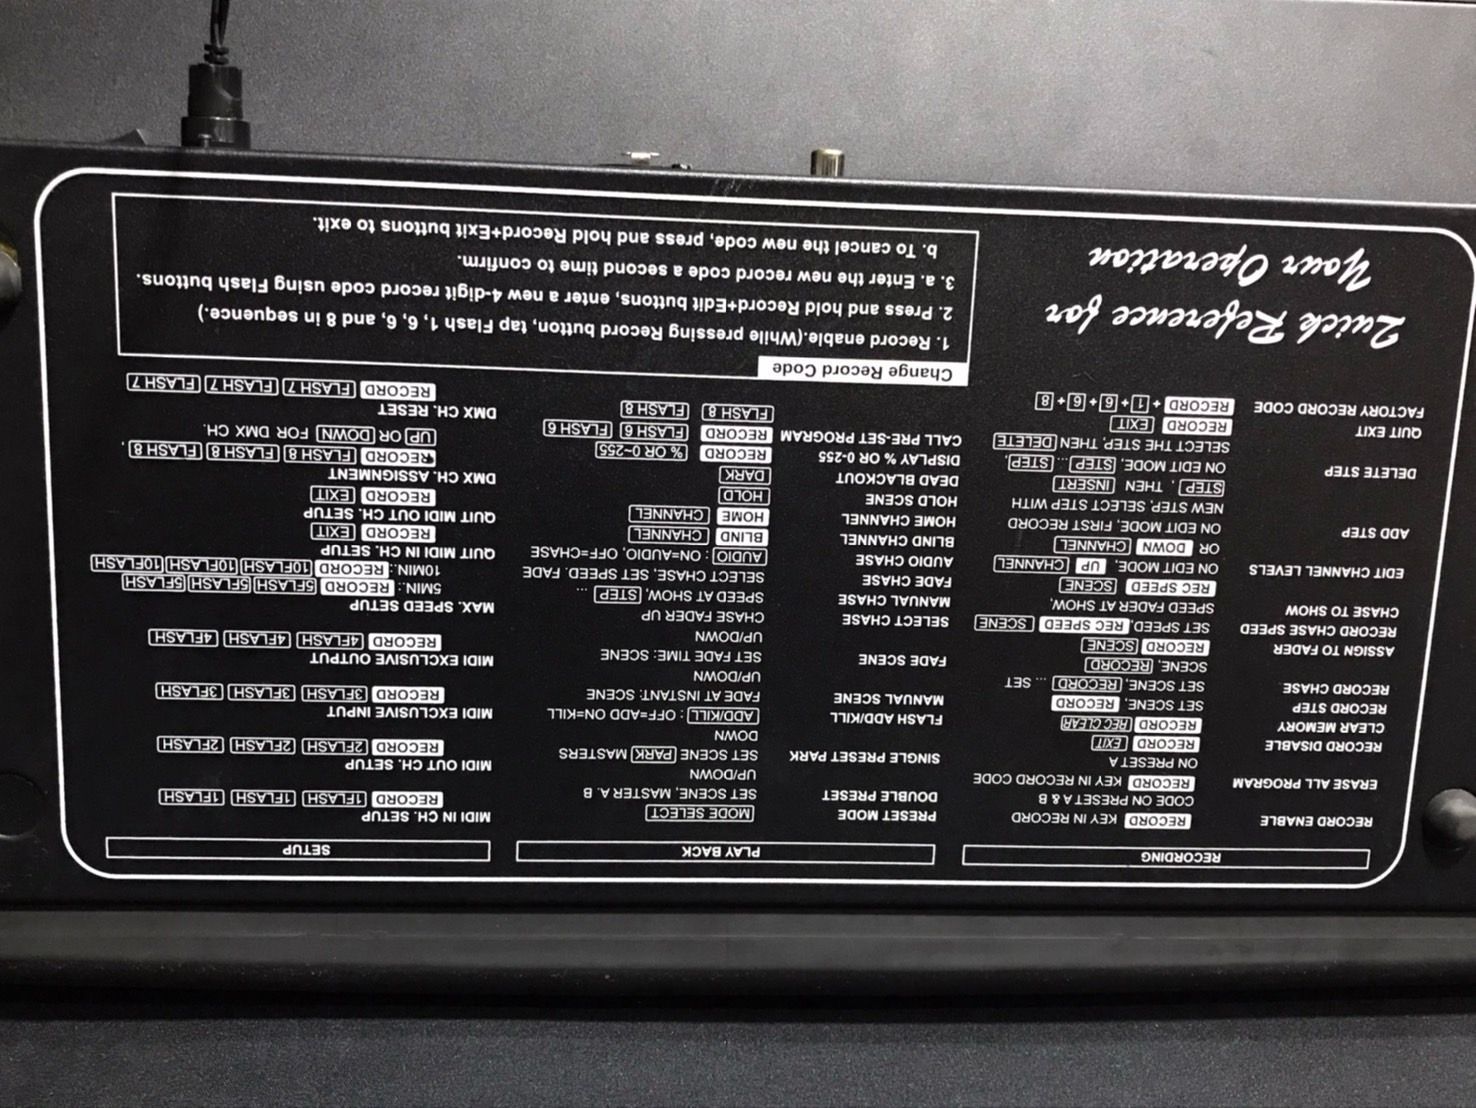 RECORDING
RECORD ENABLE RECORD KEY IN RECORD
CODE ON PRESET A & B
ERASE ALL PROGRAM RECORD KEY IN RECORD CODE
ON PRESET A
RECORD DISABLE RECORD EXIT
CLEAR MEMORY RECORD REC CLEAR
RECORD STEP SET SCENE, RECORD
RECORD CHASE SET SCENE, RECORD ... SET
SCENE, RECORD
ASSIGN TO FADER RECORD SCENE
RECORD CHASE SPEED SET SPEED, REC SPEED SCENE
CHASE TO SHOW SPEED FADER AT SHOW,
REC SPEED SCENE
EDIT CHANNEL LEVELS ON EDIT MODE, UP CHANNEL
OR DOWN CHANNEL
ADD STEP ON EDIT MODE, FIRST RECORD
NEW STEP, SELECT STEP WITH
STEP , THEN INSERT
DELETE STEP ON EDIT MODE, STEP ... STEP
SELECT THE STEP, THEN DELETE
QUIT EXIT RECORD EXIT
FACTORY RECORD CODE RECORD + 1 + 6 + 6 + 8
PLAY BACK
PRESET MODE MODE SELECT
DOUBLE PRESET SET SCENE, MASTER A. B
UP/DOWN
SINGLE PRESET PARK SET SCENE PARK MASTERS
DOWN
FLASH ADD/KILL ADD/KILL : OFF=ADD ON=KILL
MANUAL SCENE FADE AT INSTANT: SCENE
UP/DOWN
FADE SCENE SET FADE TIME: SCENE
UP/DOWN
SELECT CHASE CHASE FADER UP
MANUAL CHASE SPEED AT SHOW, STEP ...
FADE CHASE SELECT CHASE, SET SPEED. FADE
AUDIO CHASE AUDIO : ON=AUDIO, OFF=CHASE
BLIND CHANNEL BLIND CHANNEL
HOME CHANNEL HOME CHANNEL
HOLD SCENE HOLD
DEAD BLACKOUT DARK
DISPLAY % OR 0-255 RECORD % OR 0~255
CALL PRE-SET PROGRAM RECORD FLASH 6 FLASH 6
FLASH 8 FLASH 8
SETUP
MIDI IN CH. SETUP
RECORD 1FLASH 1FLASH 1FLASH
MIDI OUT CH. SETUP
RECORD 2FLASH 2FLASH 2FLASH
MIDI EXCLUSIVE INPUT
RECORD 3FLASH 3FLASH 3FLASH
MIDI EXCLUSIVE OUTPUT
RECORD 4FLASH 4FLASH 4FLASH
MAX. SPEED SETUP
5MIN.: RECORD 5FLASH 5FLASH 5FLASH
10MIN.: RECORD 10FLASH 10FLASH 10FLASH
QUIT MIDI IN CH. SETUP
RECORD EXIT
QUIT MIDI OUT CH. SETUP
RECORD EXIT
DMX CH. ASSIGNMENT
RECORD FLASH 8 FLASH 8 FLASH 8 ,
UP OR DOWN FOR DMX CH.
DMX CH. RESET
RECORD FLASH 7 FLASH 7 FLASH 7
Quick Reference for
Your Operation
Change Record Code
1. Record enable.(While pressing Record button, tap Flash 1, 6, 6, and 8 in sequence.)
2. Press and hold Record+Edit buttons, enter a new 4-digit record code using Flash buttons.
3. a. Enter the new record code a second time to confirm.
b. To cancel the new code, press and hold Record+Exit buttons to exit.